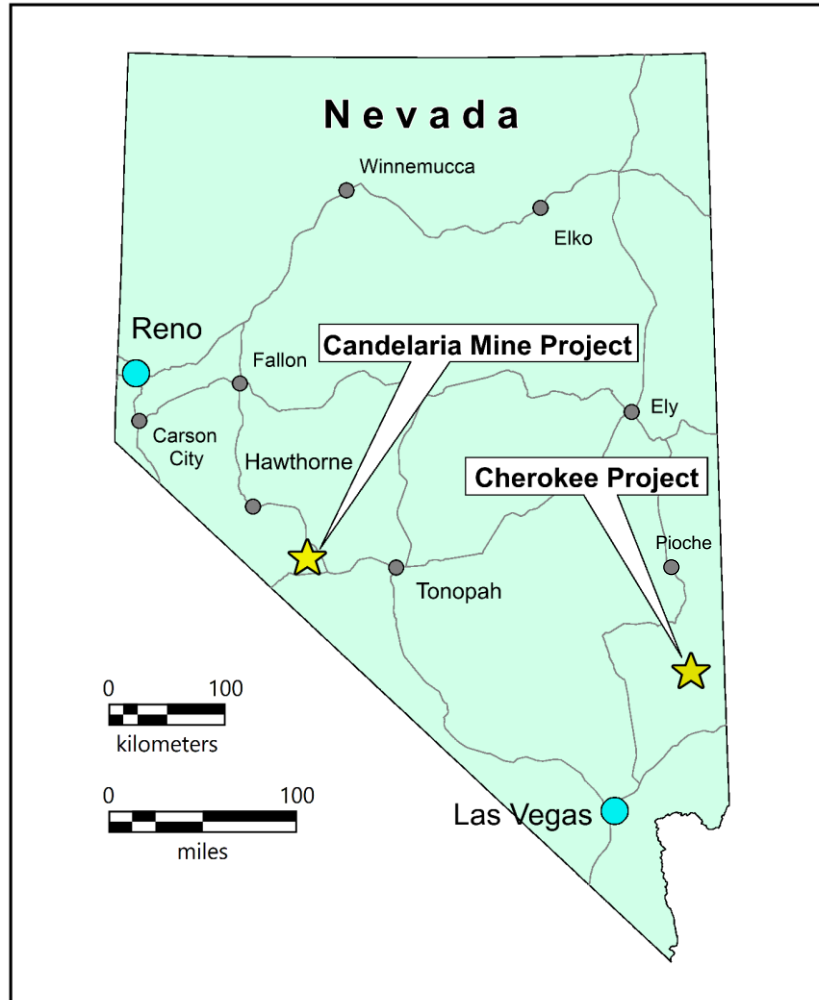 N e v a d a
Winnemucca
Elko
Reno
Candelaria Mine Project
Fallon
Ely
Carson
City
Hawthorne
Cherokee Project
Pioche
Tonopah
0 100
kilometers
0 100
miles
Las Vegas